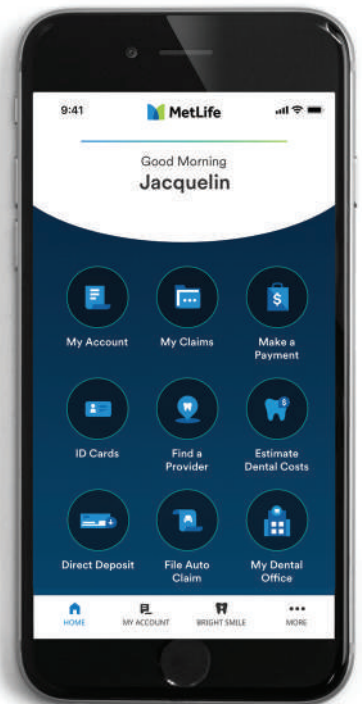 9:41
MetLife
Good Morning
Jacquelin
My Account
My Claims
Make a
Payment
ID Cards
Find a
Provider
Estimate
Dental Costs
Direct Deposit
File Auto
Claim
My Dental
Office
HOME
MY ACCOUNT
BRIGHT SMILE
MORE